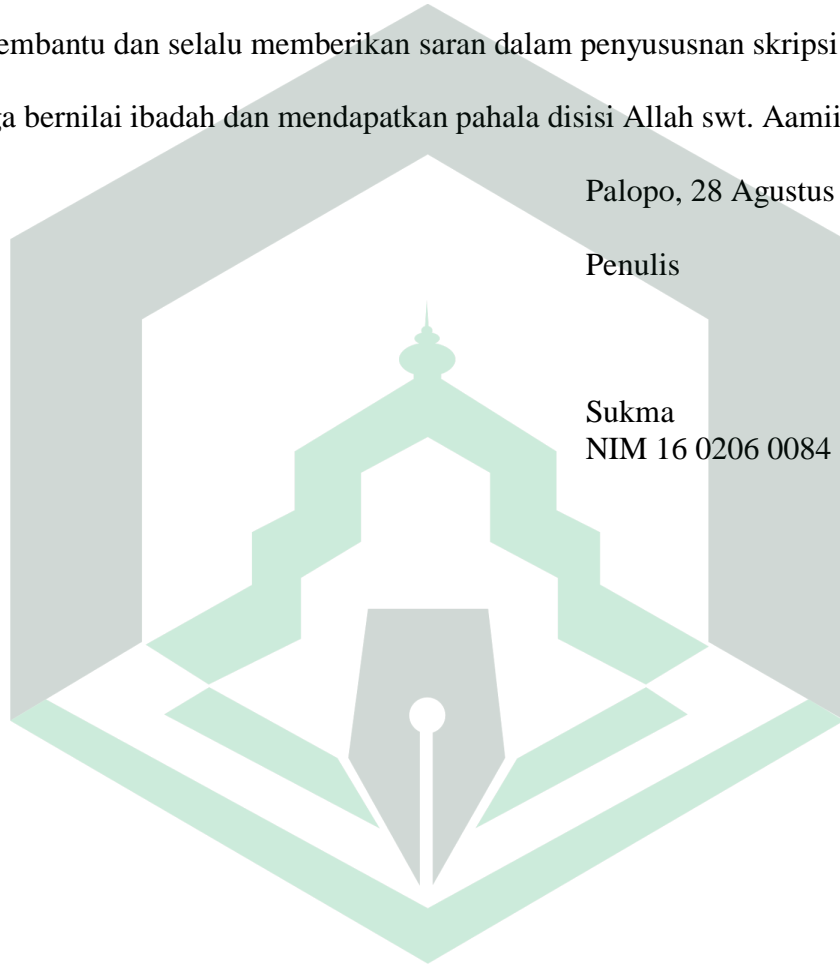 embantu dan selalu memberikan saran dalam penyususnan skripsi
ga bernilai ibadah dan mendapatkan pahala disisi Allah swt. Aamii
Palopo, 28 Agustus
Penulis
Sukma
NIM 16 0206 0084